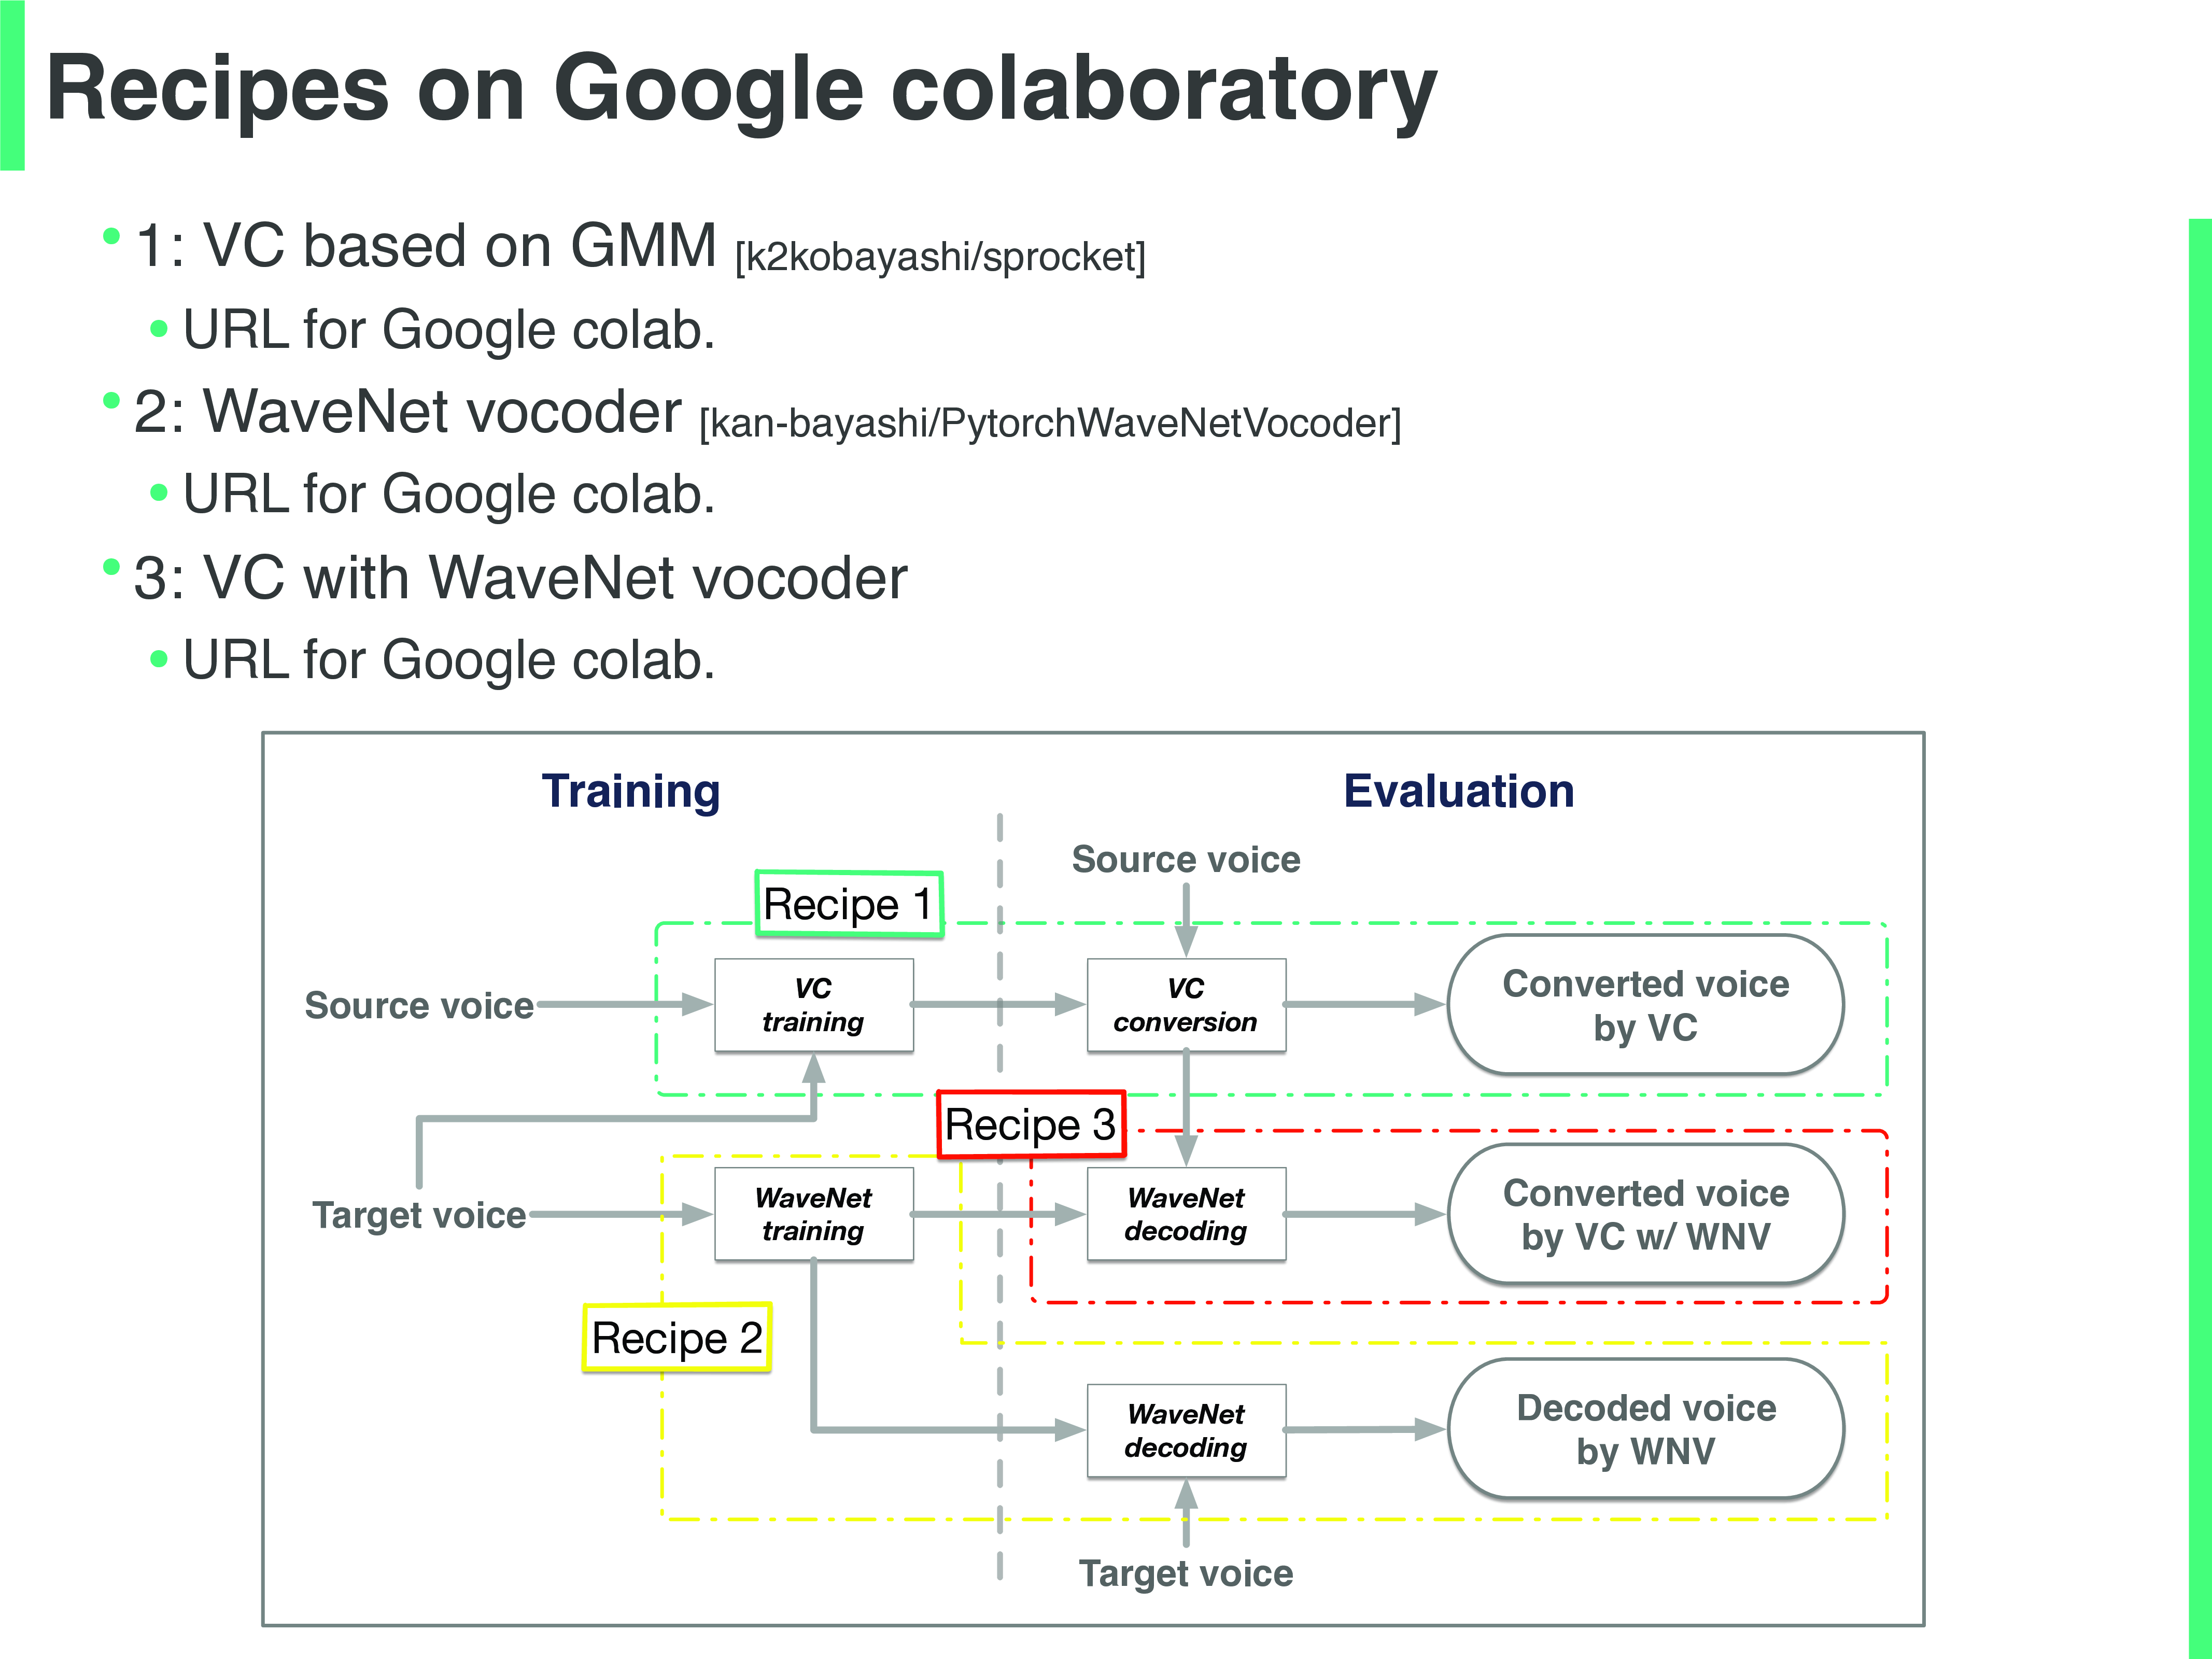 Recipes on Google colaboratory
• 1: VC based on GMM [k2kobayashi/sprocket]
• URL for Google colab.
• 2: WaveNet vocoder [kan-bayashi/PytorchWaveNetVocoder]
• URL for Google colab.
• 3: VC with WaveNet vocoder
• URL for Google colab.
Training
Evaluation
Source voice
Recipe 1
Source voice
VC
training
VC
conversion
Converted voice
by VC
Recipe 3
Target voice
WaveNet
training
WaveNet
decoding
Converted voice
by VC w/ WNV
Recipe 2
WaveNet
decoding
Decoded voice
by WNV
Target voice